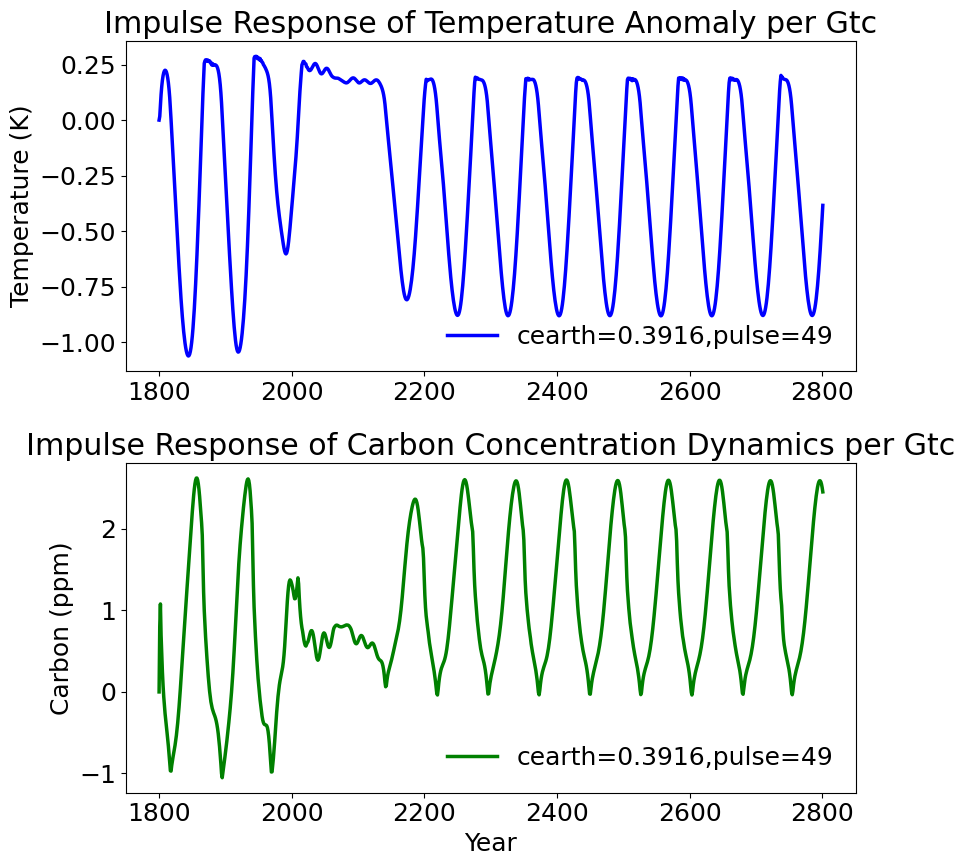 Impulse Response of Temperature Anomaly per Gtc
Temperature (K)
0.25
0.00
−0.25
−0.50
−0.75
−1.00
cearth=0.3916,pulse=49
1800 2000 2200 2400 2600 2800
Impulse Response of Carbon Concentration Dynamics per Gtc
Carbon (ppm)
2
1
0
−1
cearth=0.3916,pulse=49
1800 2000 2200 2400 2600 2800
Year